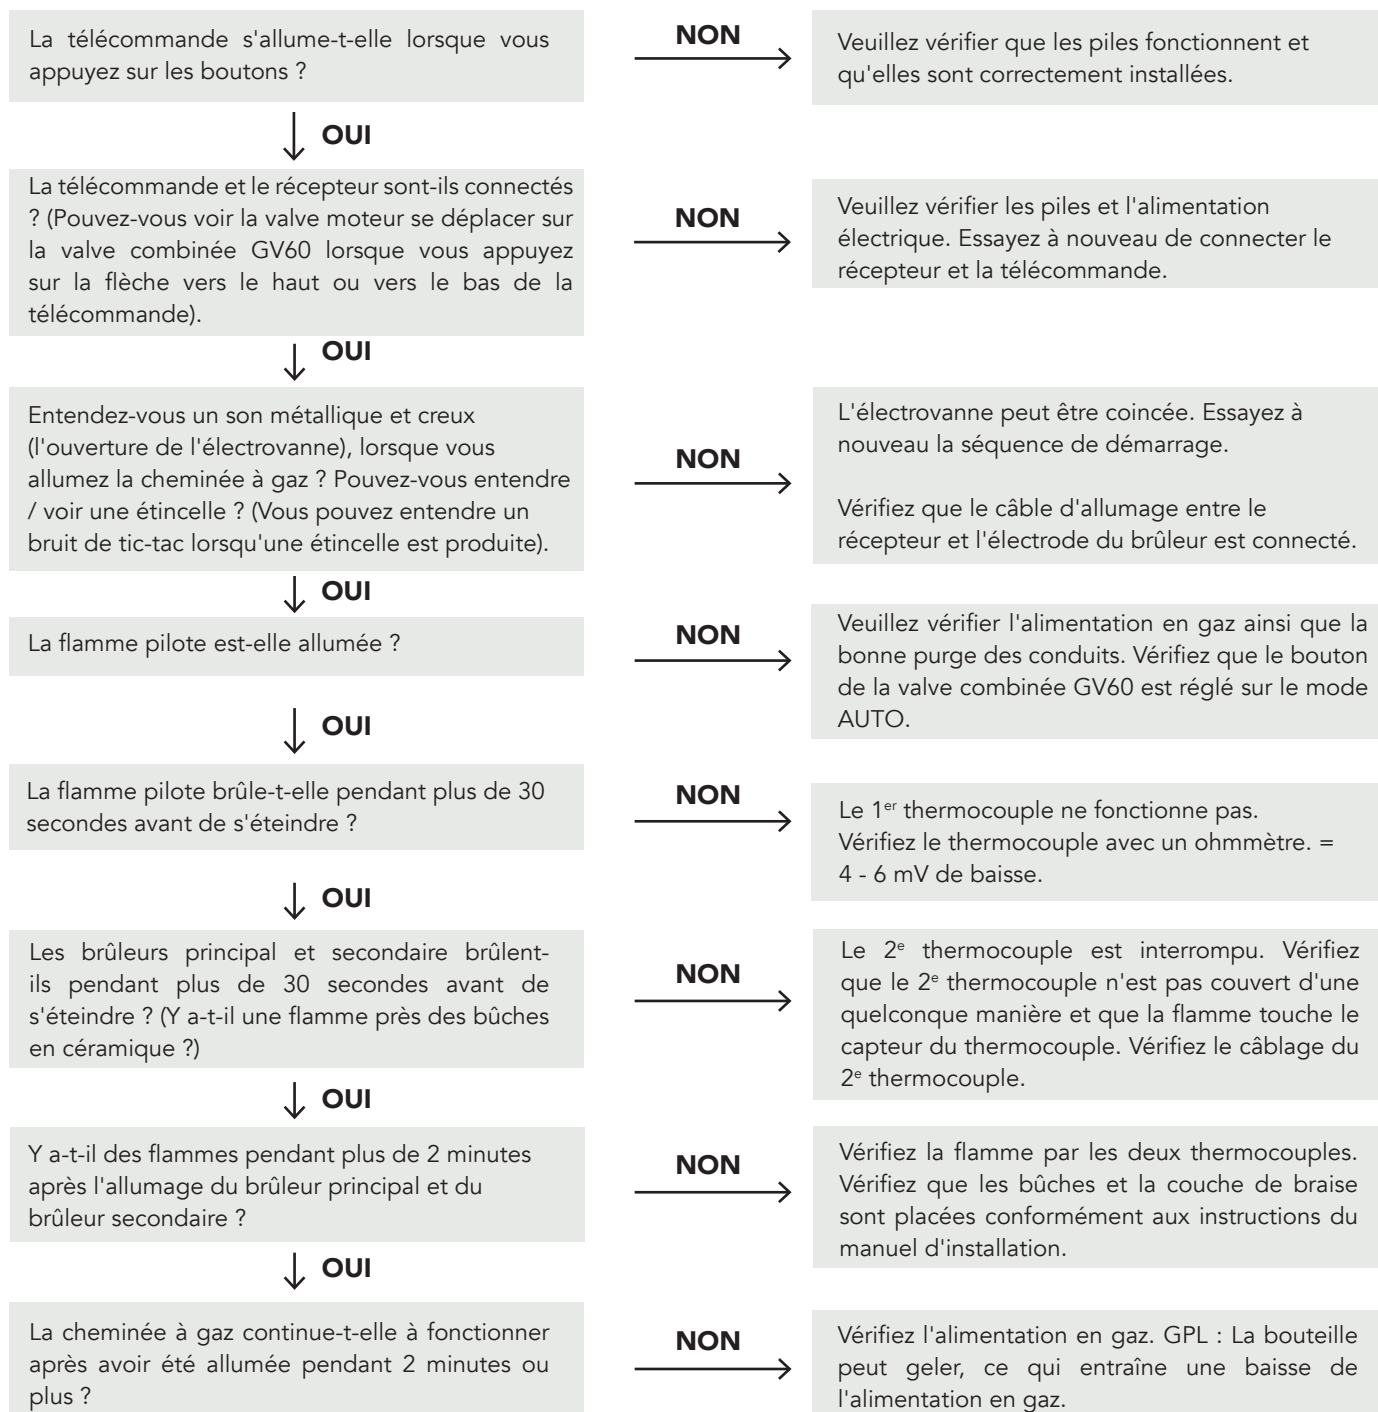 La télécommande s'allume-t-elle lorsque vous
appuyez sur les boutons ?
NON
Veuillez vérifier que les piles fonctionnent et
qu'elles sont correctement installées.
OUI
La télécommande et le récepteur sont-ils connectés
? (Pouvez-vous voir la valve moteur se déplacer sur
la valve combinée GV60 lorsque vous appuyez
sur la flèche vers le haut ou vers le bas de la
télécommande).
NON
Veuillez vérifier les piles et l'alimentation
électrique. Essayez à nouveau de connecter le
récepteur et la télécommande.
OUI
Entendez-vous un son métallique et creux
(l'ouverture de l'électrovanne), lorsque vous
allumez la cheminée à gaz ? Pouvez-vous entendre
/ voir une étincelle ? (Vous pouvez entendre un
bruit de tic-tac lorsqu'une étincelle est produite).
NON
L'électrovanne peut être coincée. Essayez à
nouveau la séquence de démarrage.
Vérifiez que le câble d'allumage entre le
récepteur et l'électrode du brûleur est connecté.
OUI
La flamme pilote est-elle allumée ?
NON
Veuillez vérifier l'alimentation en gaz ainsi que la
bonne purge des conduits. Vérifiez que le bouton
de la valve combinée GV60 est réglé sur le mode
AUTO.
OUI
La flamme pilote brûle-t-elle pendant plus de 30
secondes avant de s'éteindre ?
NON
Le 1er thermocouple ne fonctionne pas.
Vérifiez le thermocouple avec un ohmmètre. =
4 - 6 mV de baisse.
OUI
Les brûleurs principal et secondaire brûlent-
ils pendant plus de 30 secondes avant de
s'éteindre ? (Y a-t-il une flamme près des bûches
en céramique ?)
NON
Le 2e thermocouple est interrompu. Vérifiez
que le 2e thermocouple n'est pas couvert d'une
quelconque manière et que la flamme touche le
capteur du thermocouple. Vérifiez le câblage du
2e thermocouple.
OUI
Y a-t-il des flammes pendant plus de 2 minutes
après l'allumage du brûleur principal et du
brûleur secondaire ?
NON
Vérifiez la flamme par les deux thermocouples.
Vérifiez que les bûches et la couche de braise
sont placées conformément aux instructions du
manuel d'installation.
OUI
La cheminée à gaz continue-t-elle à fonctionner
après avoir été allumée pendant 2 minutes ou
plus ?
NON
Vérifiez l'alimentation en gaz. GPL : La bouteille
peut geler, ce qui entraîne une baisse de
l'alimentation en gaz.